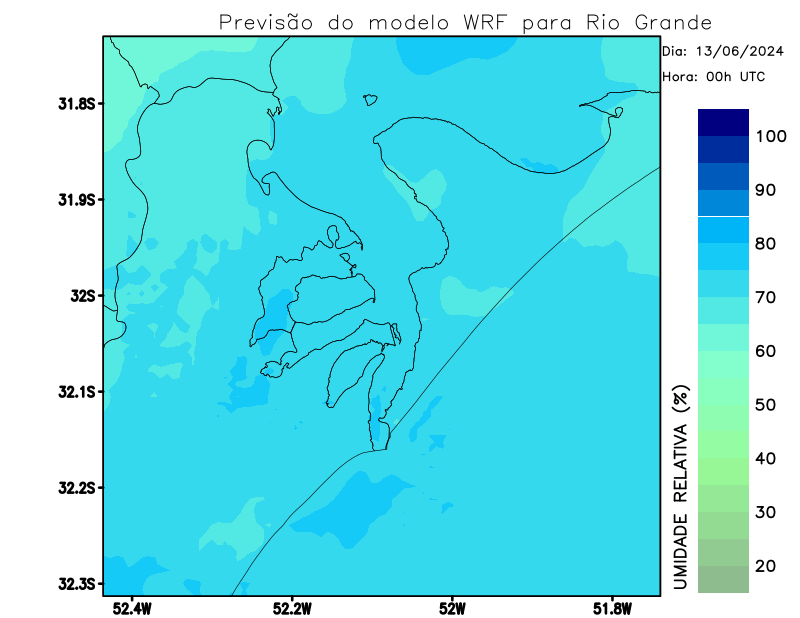 Previsão do modelo WRF para Rio Grande
Dia: 13/06/2024
Hora: 00h UTC
31.8S
31.9S
32S
32.1S
32.2S
32.3S
52.4W
52.2W
52W
51.8W
100
90
80
70
60
50
40
30
20
UMIDADE RELATIVA (%)